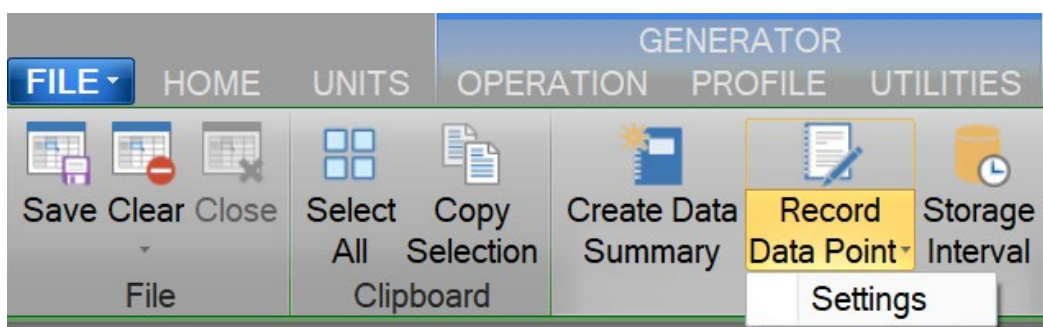 GENERATOR
FILE HOME UNITS OPERATION PROFILE UTILITIES
Save Clear Close Select All Copy Selection Create Data Summary Record Data Point Storage Interval
File Clipboard Settings